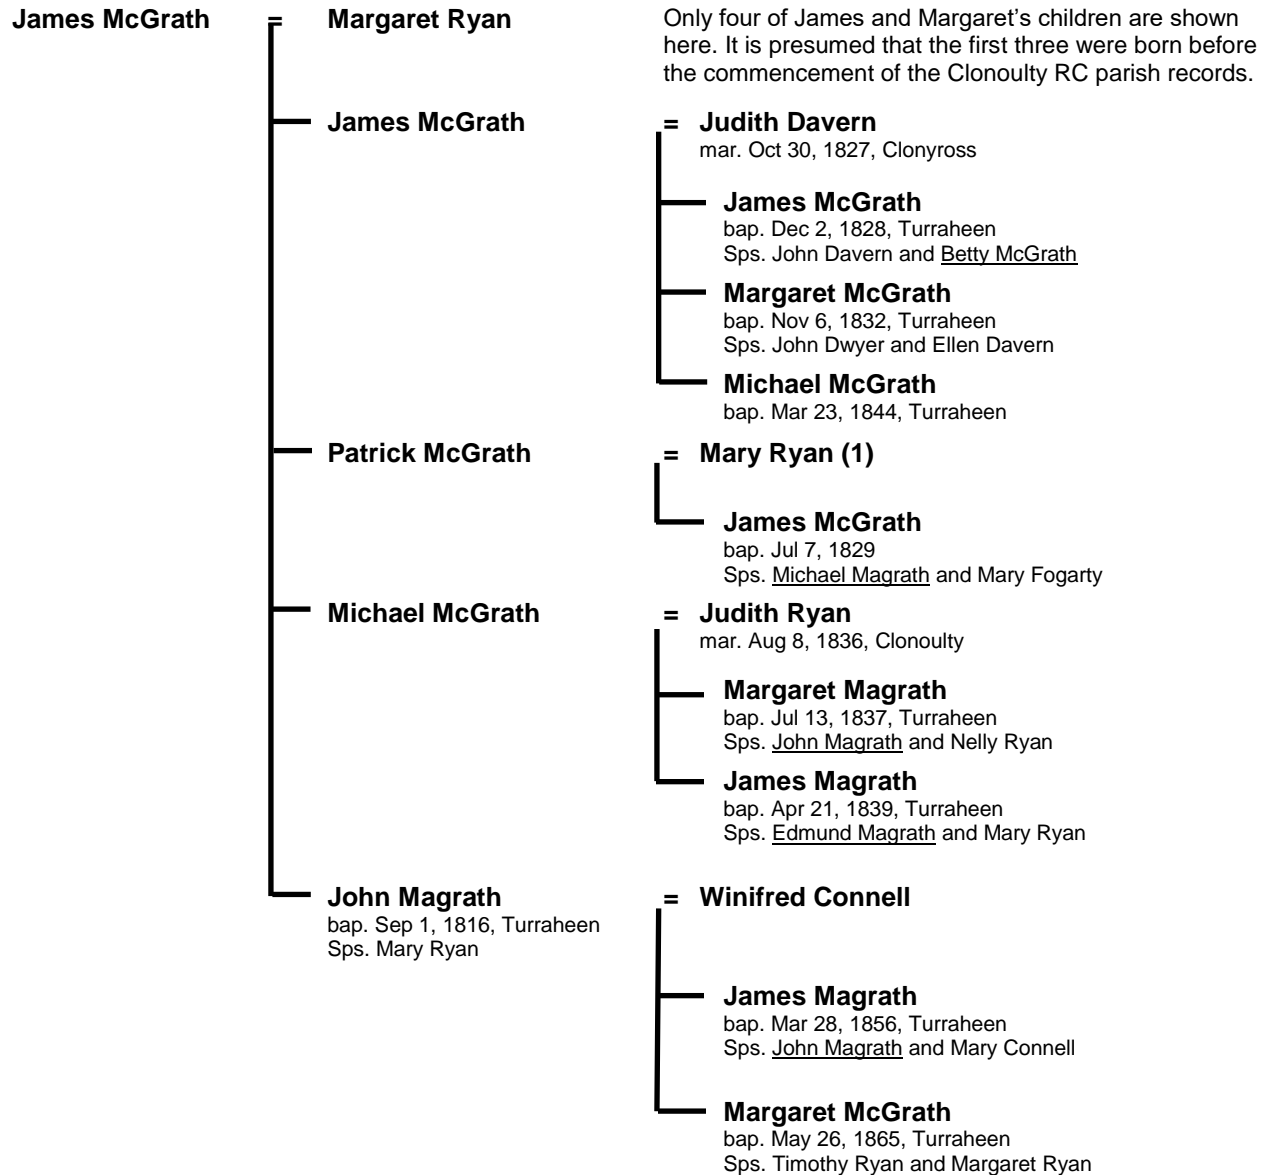 James McGrath = Margaret Ryan
Only four of James and Margaret’s children are shown
here. It is presumed that the first three were born before
the commencement of the Clonoulty RC parish records.
James McGrath = Judith Davern
mar. Oct 30, 1827, Clonyross
James McGrath
bap. Dec 2, 1828, Turraheen
Sps. John Davern and Betty McGrath
Margaret McGrath
bap. Nov 6, 1832, Turraheen
Sps. John Dwyer and Ellen Davern
Michael McGrath
bap. Mar 23, 1844, Turraheen
Patrick McGrath = Mary Ryan (1)
James McGrath
bap. Jul 7, 1829
Sps. Michael Magrath and Mary Fogarty
Michael McGrath = Judith Ryan
mar. Aug 8, 1836, Clonoulty
Margaret Magrath
bap. Jul 13, 1837, Turraheen
Sps. John Magrath and Nelly Ryan
James Magrath
bap. Apr 21, 1839, Turraheen
Sps. Edmund Magrath and Mary Ryan
John Magrath = Winifred Connell
bap. Sep 1, 1816, Turraheen
Sps. Mary Ryan
James Magrath
bap. Mar 28, 1856, Turraheen
Sps. John Magrath and Mary Connell
Margaret McGrath
bap. May 26, 1865, Turraheen
Sps. Timothy Ryan and Margaret Ryan